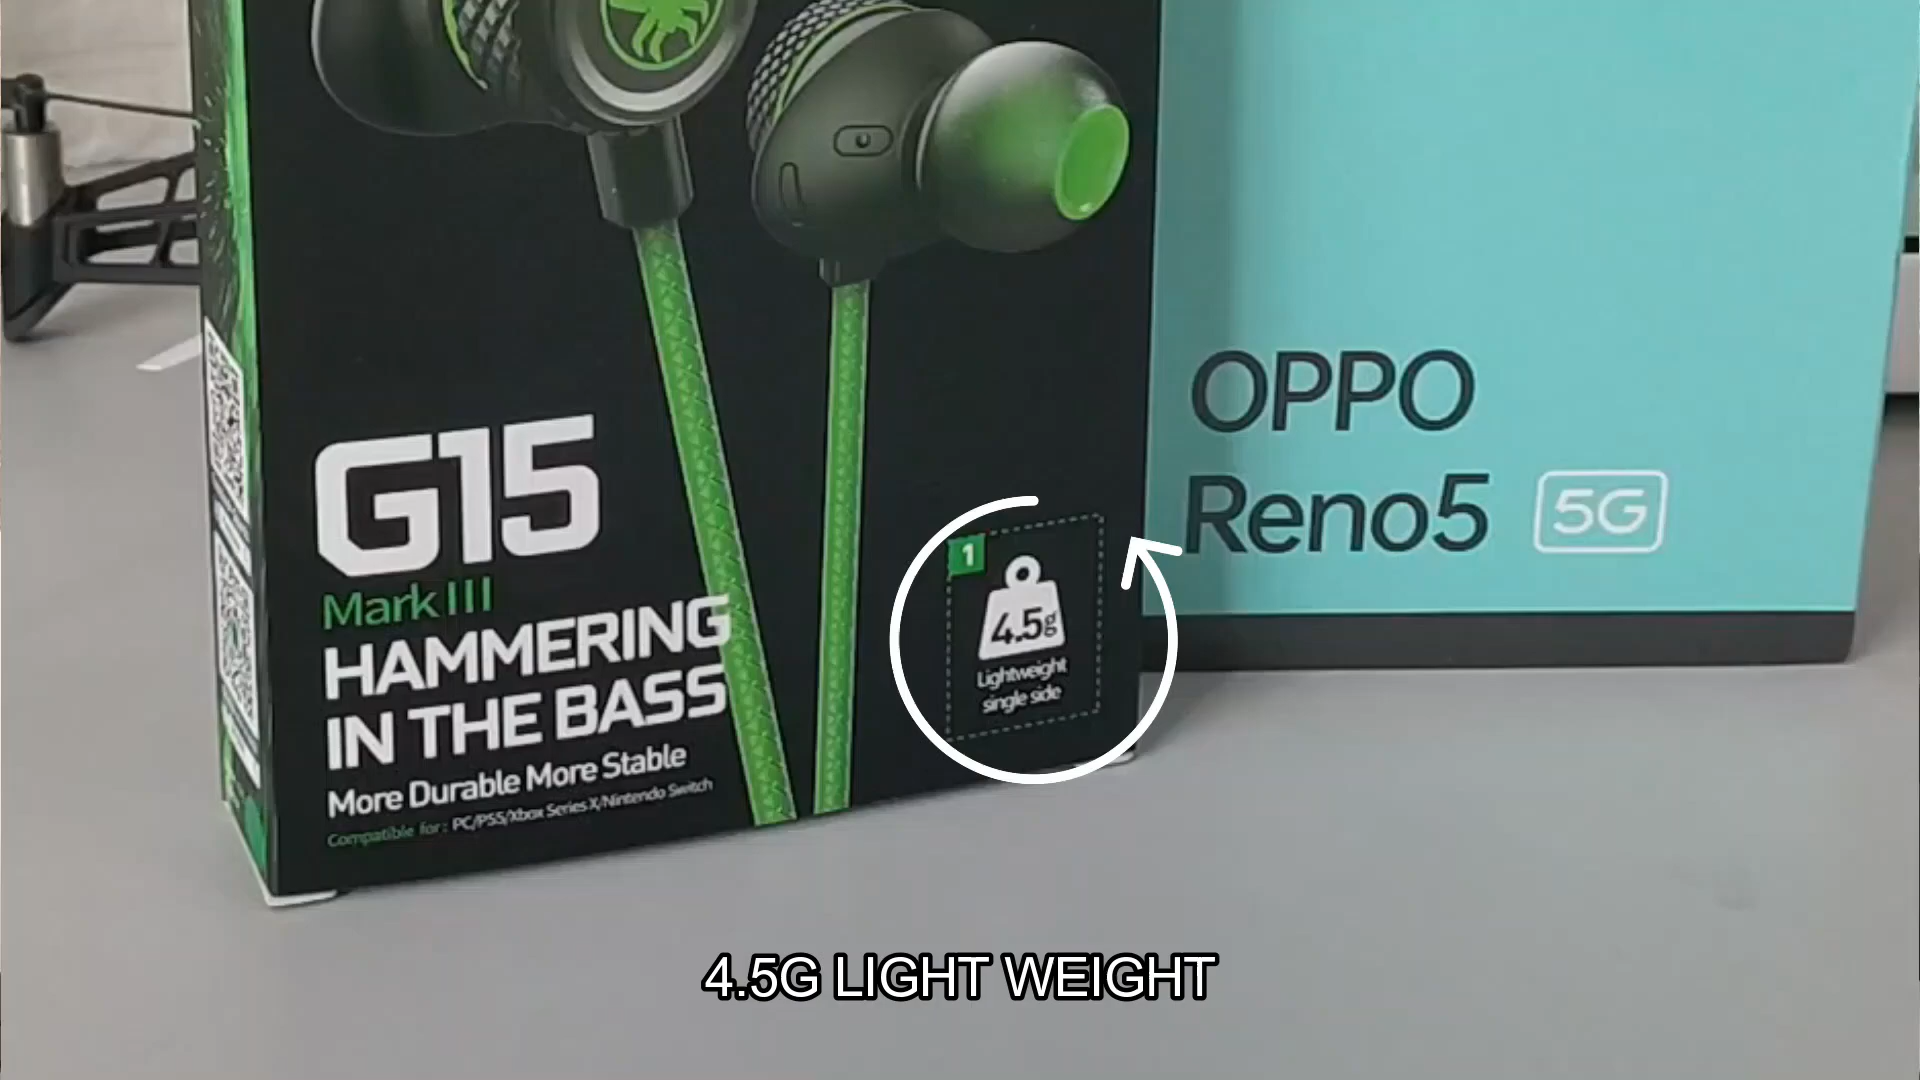 G15
Mark III
HAMMERING
IN THE BASS
More Durable More Stable
Compatible for: PC/PS5/Xbox Series X/Nintendo Switch
1
4.5g
Lightweight
single side
OPPO
Reno5 5G
4.5G LIGHT WEIGHT